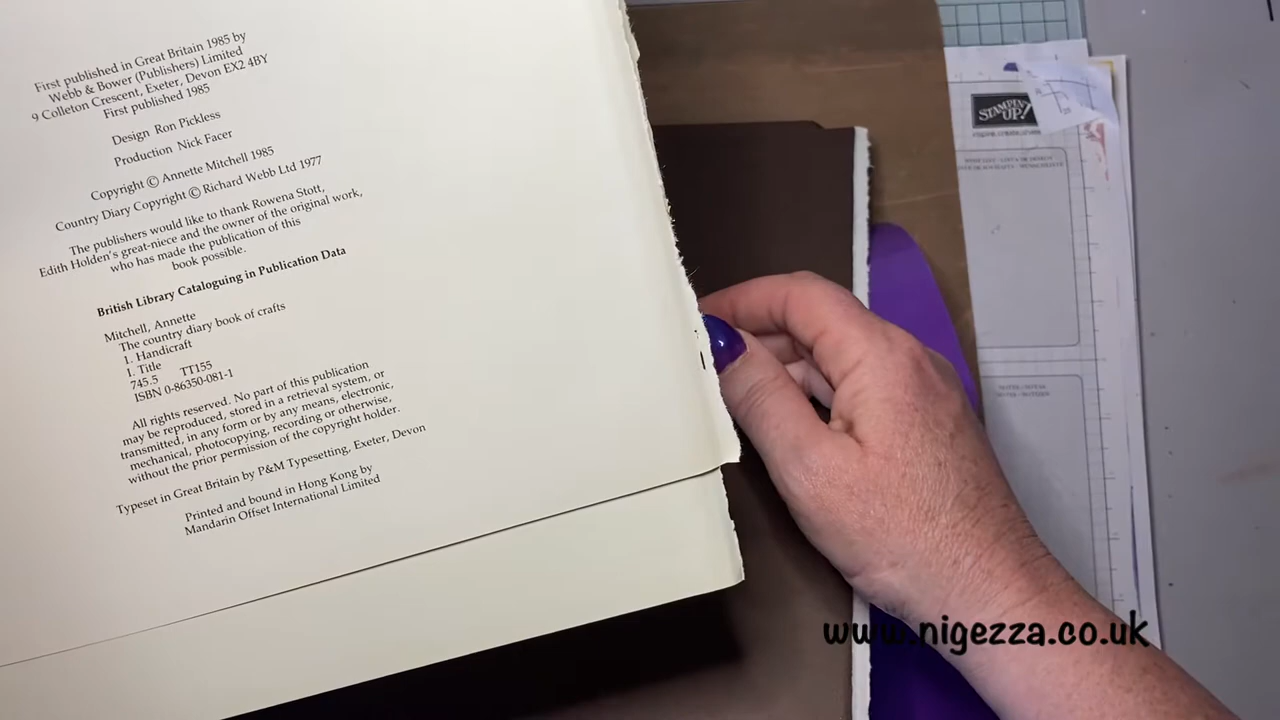 First published in Great Britain 1985 by
Webb & Bower (Publishers) Limited
9 Colleton Crescent, Exeter, Devon EX2 4BY
First published 1985
Design Ron Pickless
Production Nick Facer
Copyright © Annette Mitchell 1985
Country Diary Copyright © Richard Webb Ltd 1977
The publishers would like to thank Rowena Stott,
Edith Holden's great-niece and the owner of the original work,
who has made the publication of this
book possible.
British Library Cataloguing in Publication Data
Mitchell, Annette
The country diary book of crafts
1. Handicraft
I. Title
745.5 TT155
ISBN 0-86350-081-1
All rights reserved. No part of this publication
may be reproduced, stored in a retrieval system, or
transmitted, in any form or by any means, electronic,
mechanical, photocopying, recording or otherwise,
without the prior permission of the copyright holder.
Typeset in Great Britain by P&M Typesetting, Exeter, Devon
Printed and bound in Hong Kong by
Mandarin Offset International Limited
STAMPIN' UP!
www.nigezza.co.uk